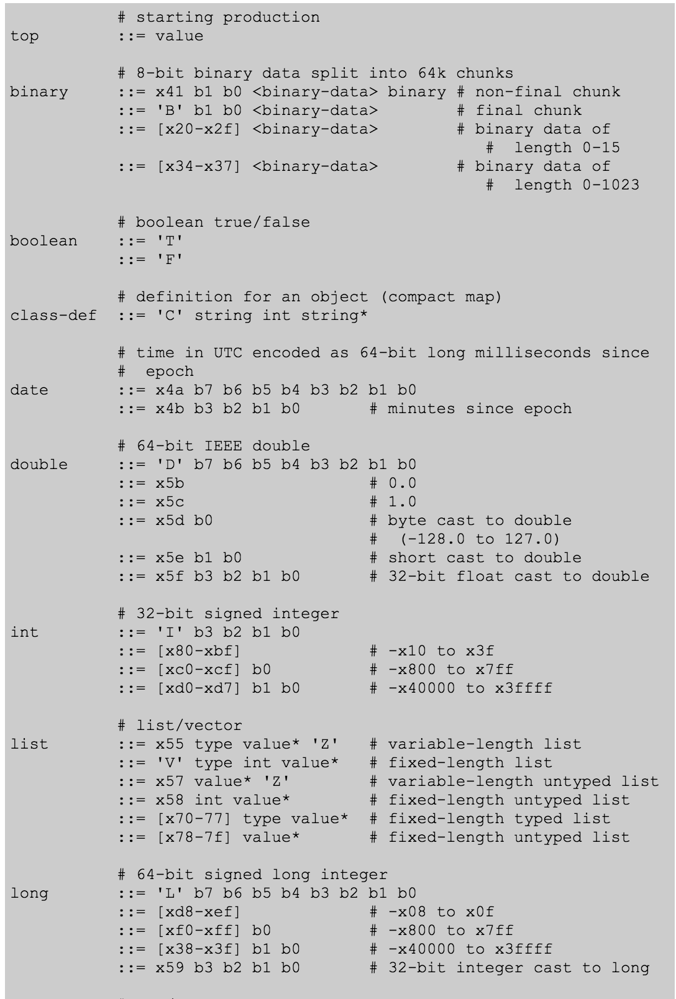 # starting production
top ::= value
# 8-bit binary data split into 64k chunks
binary ::= x41 b1 b0 <binary-data> binary # non-final chunk
::= 'B' b1 b0 <binary-data> # final chunk
::= [x20-x2f] <binary-data> # binary data of
# length 0-15
::= [x34-x37] <binary-data> # binary data of
# length 0-1023
# boolean true/false
boolean ::= 'T'
::= 'F'
# definition for an object (compact map)
class-def ::= 'C' string int string*
# time in UTC encoded as 64-bit long milliseconds since
# epoch
date ::= x4a b7 b6 b5 b4 b3 b2 b1 b0
::= x4b b3 b2 b1 b0 # minutes since epoch
# 64-bit IEEE double
double ::= 'D' b7 b6 b5 b4 b3 b2 b1 b0
::= x5b # 0.0
::= x5c # 1.0
::= x5d b0 # byte cast to double
# (-128.0 to 127.0)
::= x5e b1 b0 # short cast to double
::= x5f b3 b2 b1 b0 # 32-bit float cast to double
# 32-bit signed integer
int ::= 'I' b3 b2 b1 b0
::= [x80-xbf] # -x10 to x3f
::= [xc0-xcf] b0 # -x800 to x7ff
::= [xd0-xd7] b1 b0 # -x40000 to x3ffff
# list/vector
list ::= x55 type value* 'Z' # variable-length list
::= 'V' type int value* # fixed-length list
::= x57 value* 'Z' # variable-length untyped list
::= x58 int value* # fixed-length untyped list
::= [x70-77] type value* # fixed-length typed list
::= [x78-7f] value* # fixed-length untyped list
# 64-bit signed long integer
long ::= 'L' b7 b6 b5 b4 b3 b2 b1 b0
::= [xd8-xef] # -x08 to x0f
::= [xf0-xff] b0 # -x800 to x7ff
::= [x38-x3f] b1 b0 # -x40000 to x3ffff
::= x59 b3 b2 b1 b0 # 32-bit integer cast to long